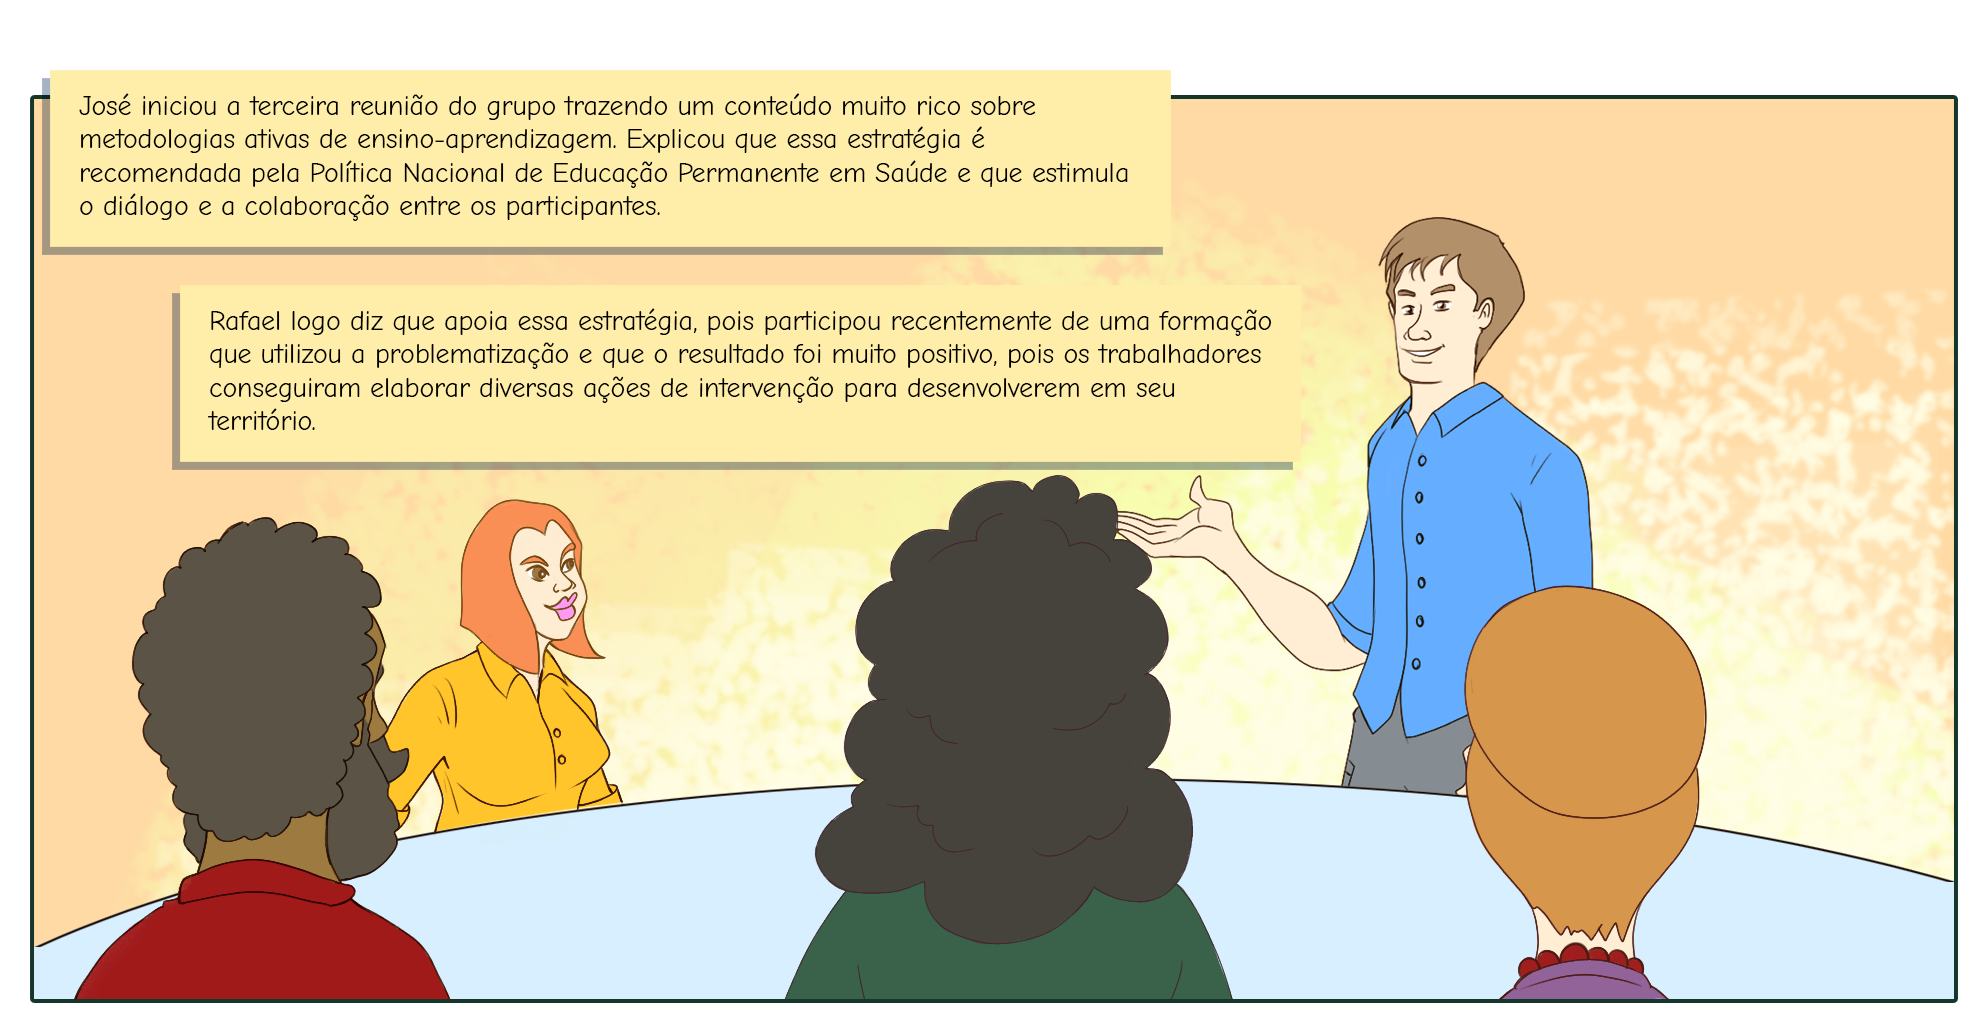 José iniciou a terceira reunião do grupo trazendo um conteúdo muito rico sobre
metodologias ativas de ensino-aprendizagem. Explicou que essa estratégia é
recomendada pela Política Nacional de Educação Permanente em Saúde e que estimula
o diálogo e a colaboração entre os participantes.
Rafael logo diz que apoia essa estratégia, pois participou recentemente de uma formação
que utilizou a problematização e que o resultado foi muito positivo, pois os trabalhadores
conseguiram elaborar diversas ações de intervenção para desenvolverem em seu
território.